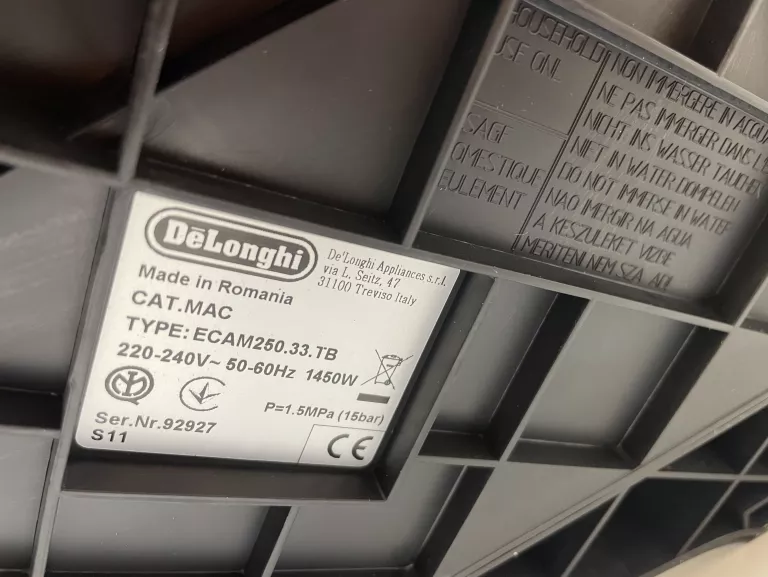 DēLonghi
De'Longhi Appliances s.r.l.
via L. Seitz, 47
31100 Treviso Italy
Made in Romania
CAT.MAC
TYPE: ECAM250.33.TB
220-240V~ 50-60Hz 1450W
P=1.5MPa (15bar)
Ser.Nr.92927
S11
CE
HOUSEHOLD
USE ONL
SAGE
OMESTIQUE
EULEMENT
NON IMMERGERE IN ACQUA
NE PAS IMMERGER DANS
NICHT INS WASSER TAUCHEN
NIET IN WATER DOMPELEN
DO NOT IMMERSE IN WATER
NAO IMERGIR NA AGUA
A KESZULEKET VIZBE
MERITENI NEM SZA